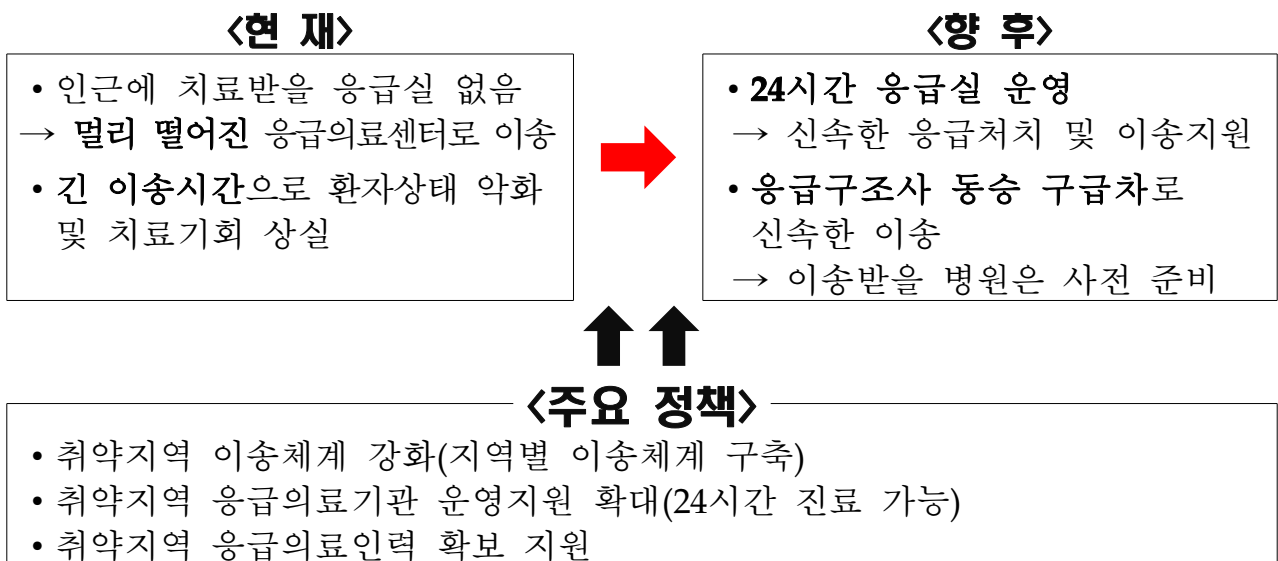 <현 재>
• 인근에 치료받을 응급실 없음
→ 멀리 떨어진 응급의료센터로 이송
• 긴 이송시간으로 환자상태 악화
및 치료기회 상실
<향 후>
• 24시간 응급실 운영
→ 신속한 응급처치 및 이송지원
• 응급구조사 동승 구급차로
신속한 이송
→ 이송받을 병원은 사전 준비
<주요 정책>
• 취약지역 이송체계 강화(지역별 이송체계 구축)
• 취약지역 응급의료기관 운영지원 확대(24시간 진료 가능)
• 취약지역 응급의료인력 확보 지원